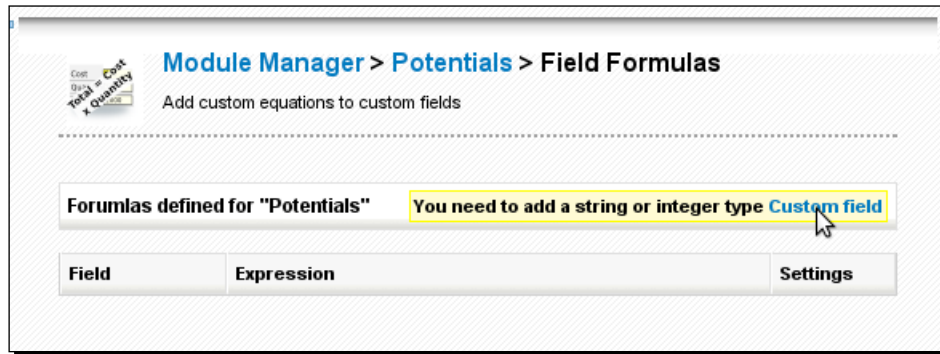 Cost
Total = Cost
x Quantity
Module Manager > Potentials > Field Formulas
Add custom equations to custom fields
Forumlas defined for "Potentials"
You need to add a string or integer type Custom field
Field Expression Settings